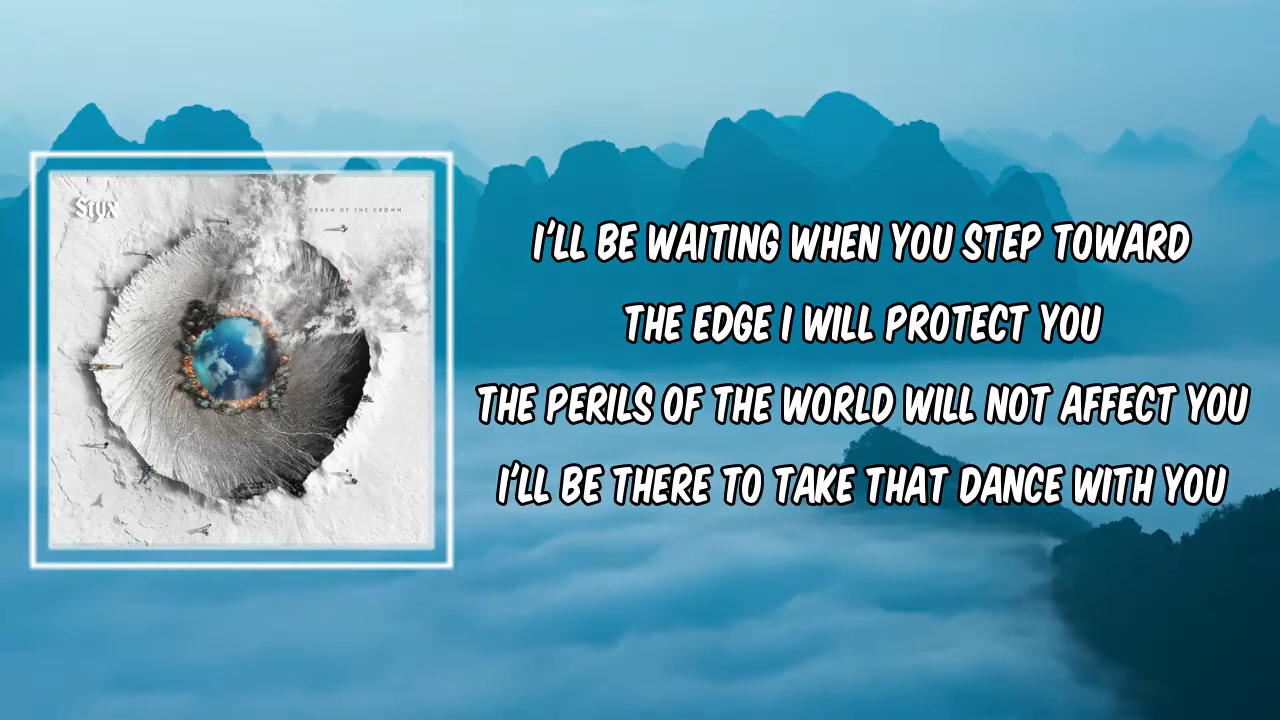 Styx
CRASH OF THE CROWN
I'LL BE WAITING WHEN YOU STEP TOWARD
THE EDGE I WILL PROTECT YOU
THE PERILS OF THE WORLD WILL NOT AFFECT YOU
I'LL BE THERE TO TAKE THAT DANCE WITH YOU